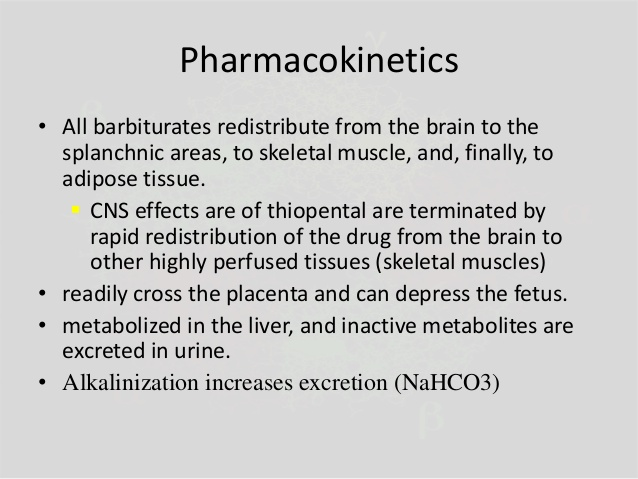 Pharmacokinetics
• All barbiturates redistribute from the brain to the
splanchnic areas, to skeletal muscle, and, finally, to
adipose tissue.
▪ CNS effects are of thiopental are terminated by
rapid redistribution of the drug from the brain to
other highly perfused tissues (skeletal muscles)
• readily cross the placenta and can depress the fetus.
• metabolized in the liver, and inactive metabolites are
excreted in urine.
• Alkalinization increases excretion (NaHCO3)
β